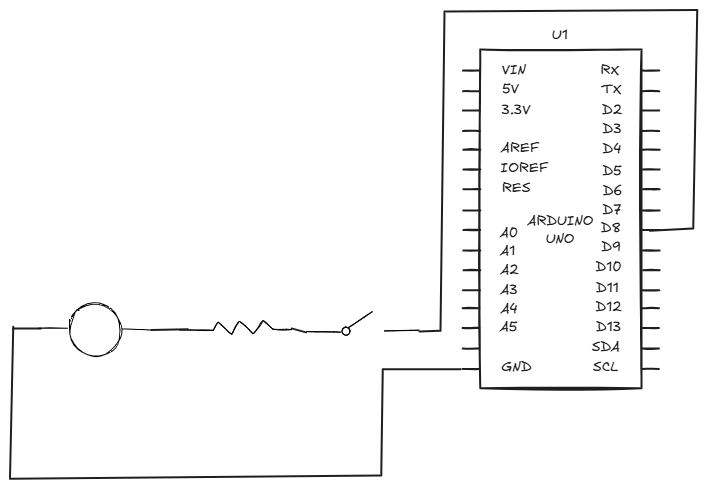 U1
VIN
5V
3.3V
AREF
IOREF
RES
A0
A1
A2
A3
A4
A5
GND
ARDUINO
UNO
RX
TX
D2
D3
D4
D5
D6
D7
D8
D9
D10
D11
D12
D13
SDA
SCL